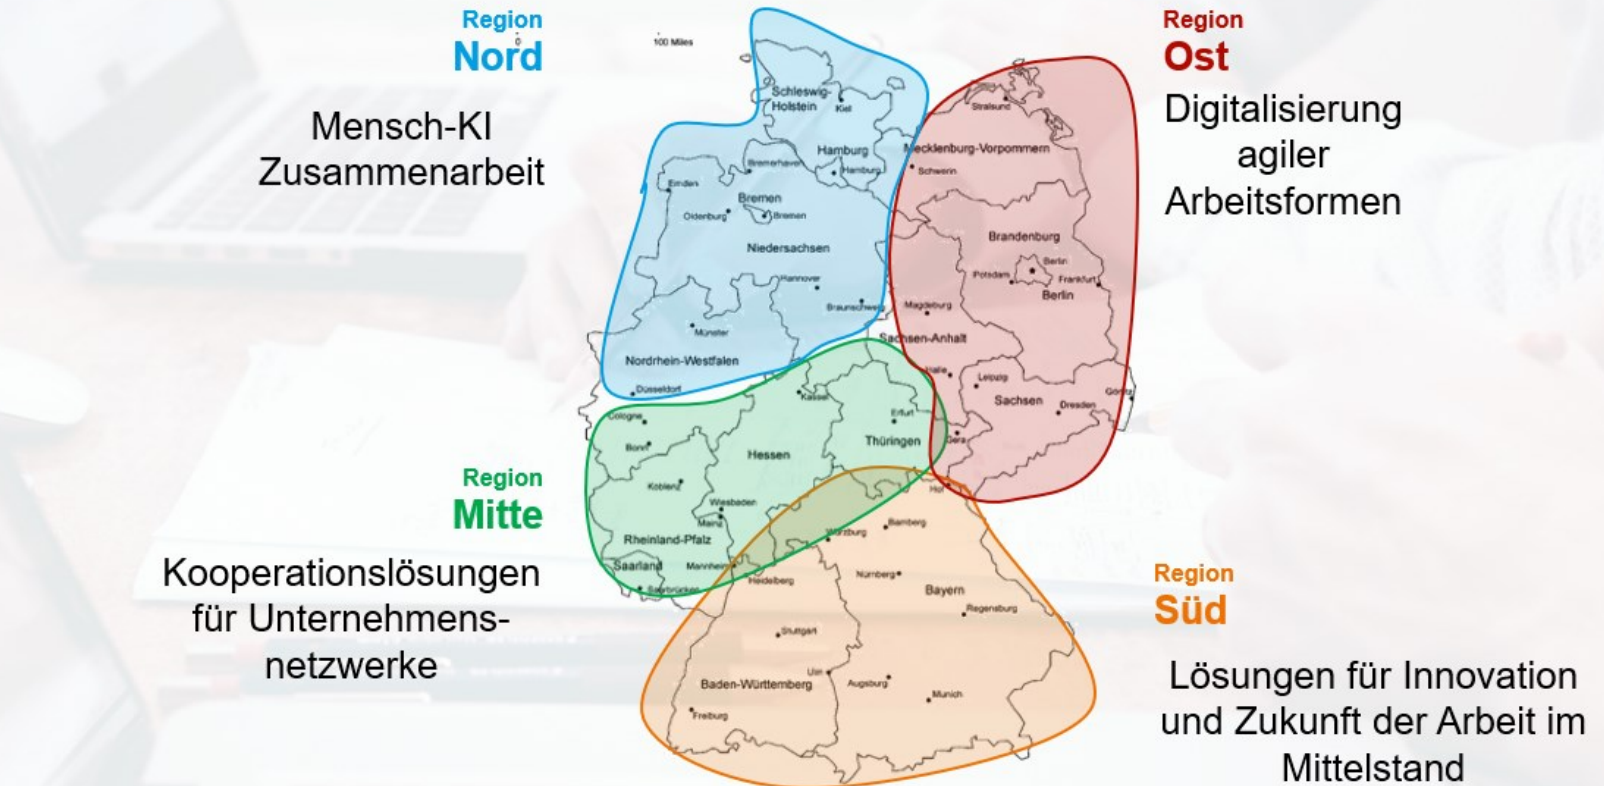 Region
Nord
Mensch-KI
Zusammenarbeit
Region
Ost
Digitalisierung
agiler
Arbeitsformen
Region
Mitte
Kooperationslösungen
für Unternehmens-
netzwerke
Region
Süd
Lösungen für Innovation
und Zukunft der Arbeit im
Mittelstand
0
100 Miles
Schleswig-
Holstein
Kiel
Stralsund
Hamburg
Mecklenburg-Vorpommern
Bremerhaven
Hamburg
Schwerin
Emden
Bremen
Oldenburg
Bremen
Niedersachsen
Brandenburg
Berlin
Hannover
Potsdam
Frankfurt
Berlin
Braunschweig
Magdeburg
Münster
Sachsen-Anhalt
Nordrhein-Westfalen
Halle
Leipzig
Düsseldorf
Kassel
Sachsen
Dresden
Görlitz
Cologne
Erfurt
Bonn
Thüringen
Gera
Hessen
Koblenz
Hof
Wiesbaden
Mainz
Bamberg
Würzburg
Rheinland-Pfalz
Saarland
Mannheim
Nürnberg
Heidelberg
Saarbrücken
Bayern
Regensburg
Stuttgart
Ulm
Baden-Württemberg
Augsburg
Munich
Freiburg